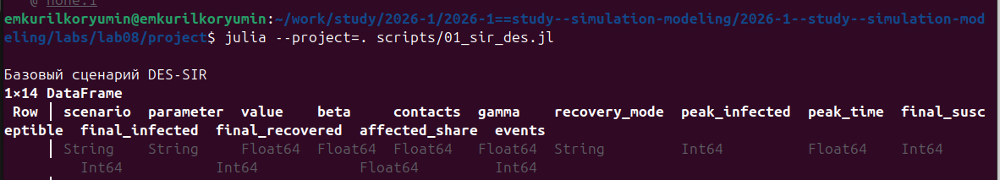 @ none.1
emkurilkoryumin@emkurilkoryumin:~/work/study/2026-1/2026-1==study--simulation-modeling/2026-1--study--simulation-mod
eling/labs/lab08/project$ julia --project=. scripts/01_sir_des.jl
Базовый сценарий DES-SIR
1×14 DataFrame
Row │ scenario parameter value beta contacts gamma recovery_mode peak_infected peak_time final_susc
eptible final_infected final_recovered affected_share events
│ String String Float64 Float64 Float64 Float64 String Int64 Float64 Int64
Int64 Int64 Float64 Int64